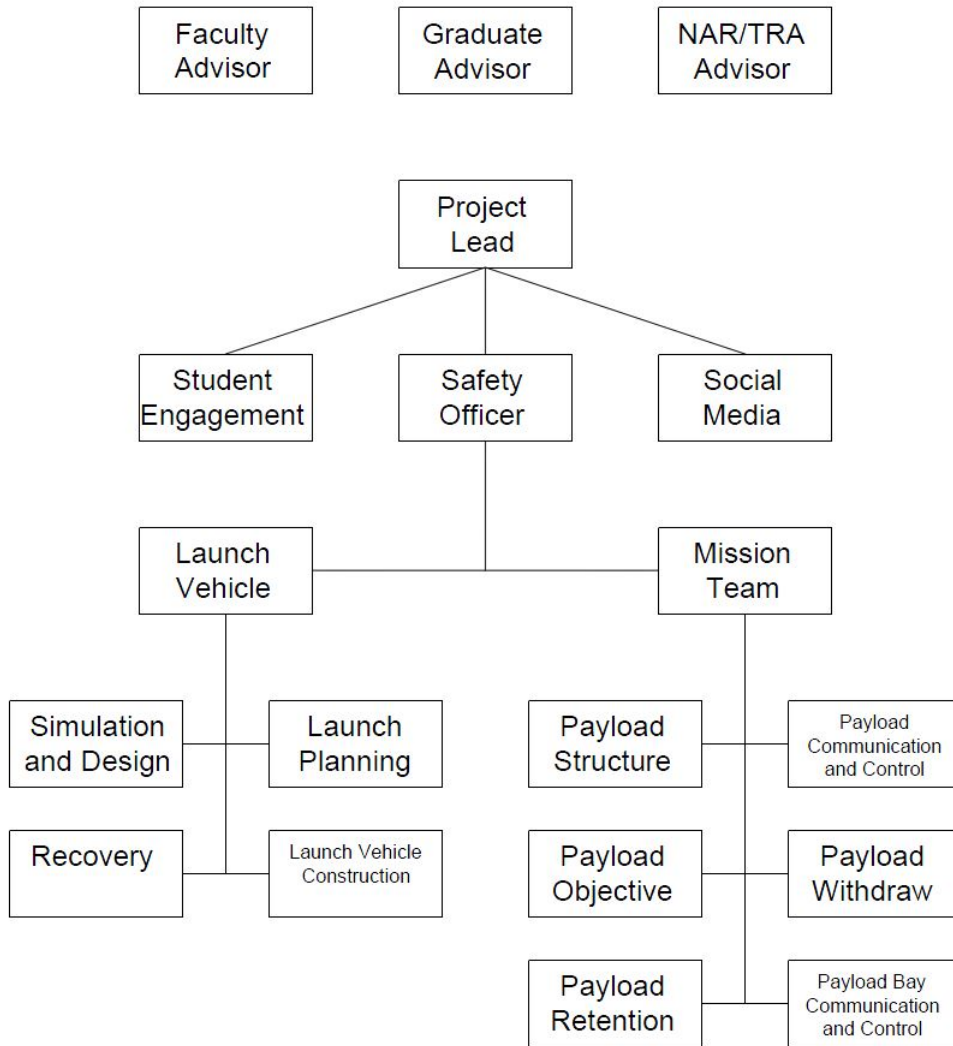 Faculty
Advisor
Graduate
Advisor
NAR/TRA
Advisor
Project
Lead
Student
Engagement
Safety
Officer
Social
Media
Launch
Vehicle
Mission
Team
Simulation
and Design
Launch
Planning
Payload
Structure
Payload
Communication
and Control
Recovery
Launch Vehicle
Construction
Payload
Objective
Payload
Withdraw
Payload
Retention
Payload Bay
Communication
and Control